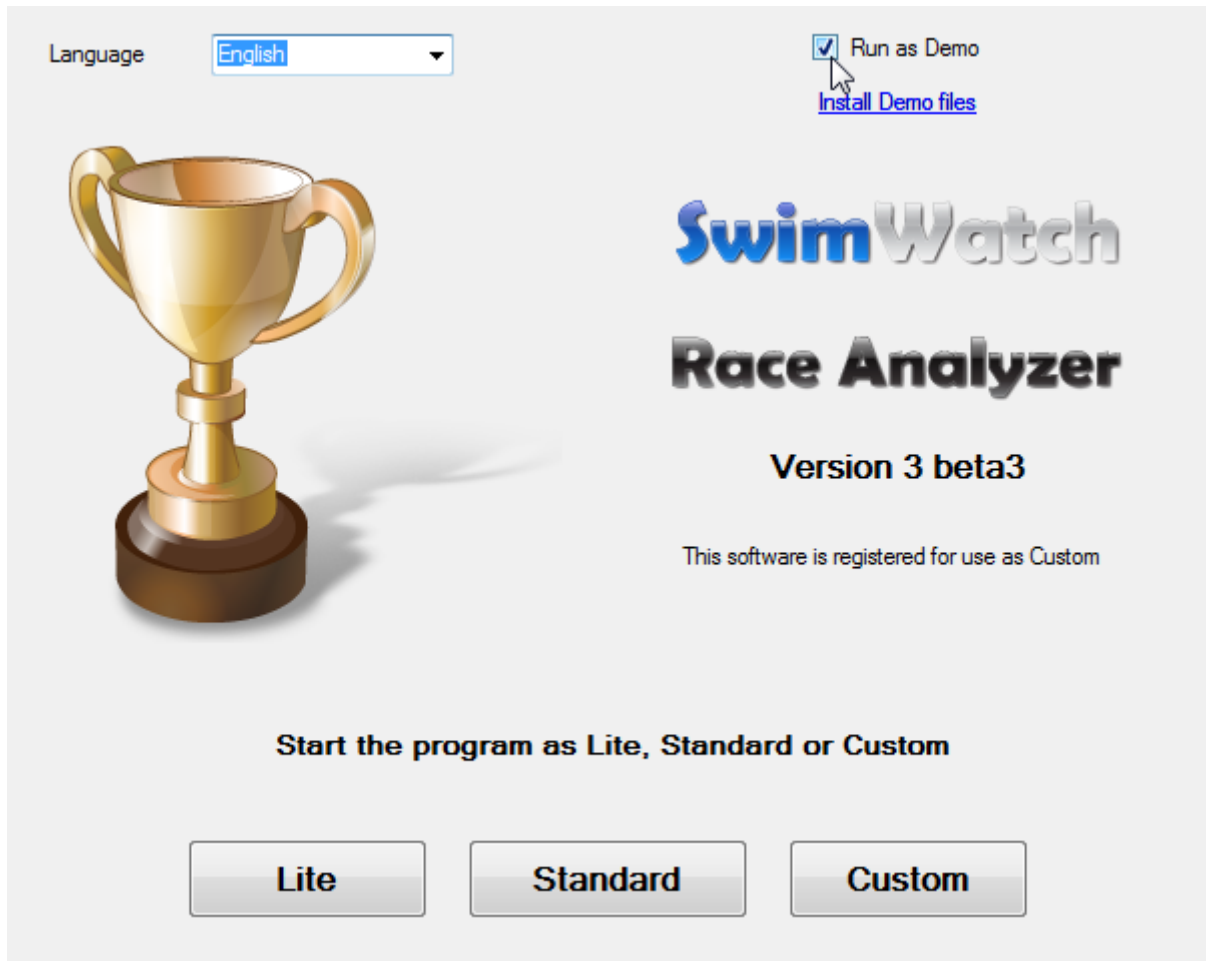 Language
English
Run as Demo
Install Demo files
SwimWatch
Race Analyzer
Version 3 beta3
This software is registered for use as Custom
Start the program as Lite, Standard or Custom
Lite
Standard
Custom